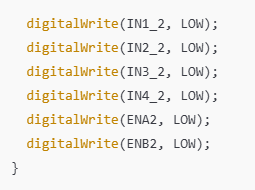 digitalWrite(IN1_2, LOW);
digitalWrite(IN2_2, LOW);
digitalWrite(IN3_2, LOW);
digitalWrite(IN4_2, LOW);
digitalWrite(ENA2, LOW);
digitalWrite(ENB2, LOW);
}